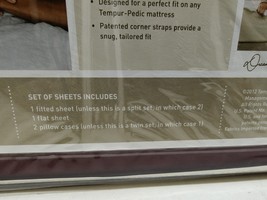 • Designed for a perfect fit on any
Tempur-Pedic mattress
• Patented corner straps provide a
snug, tailored fit
SET OF SHEETS INCLUDES
1 fitted sheet (unless this is a split set, in which case 2)
1 flat sheet
2 pillow cases (unless this is a twin set, in which case 1)
©2012